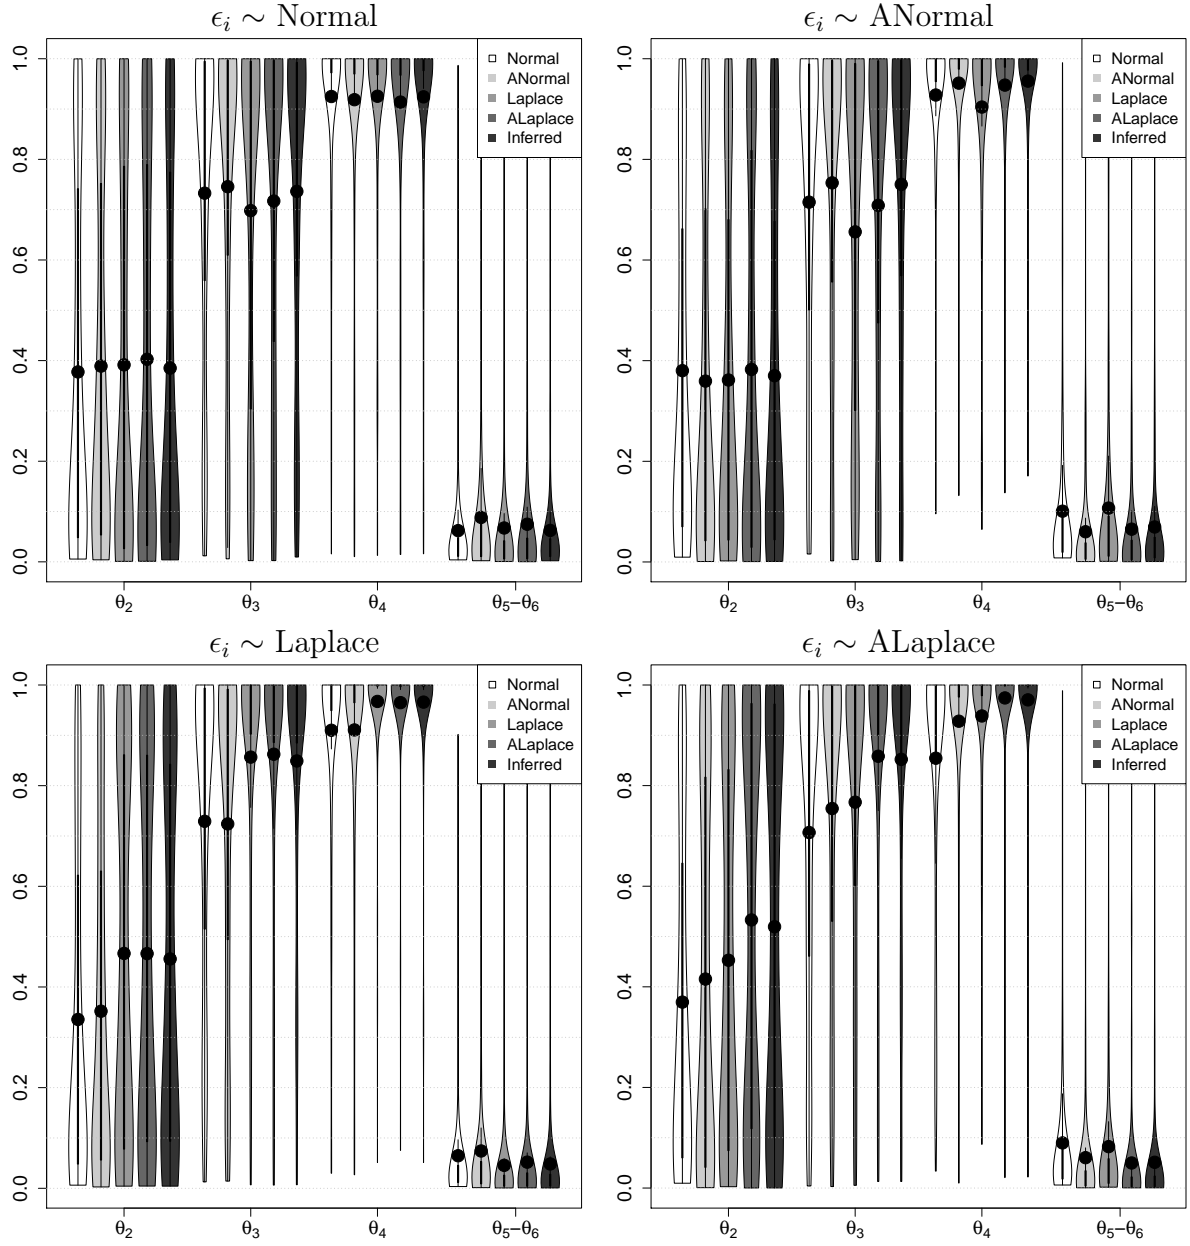 ϵᵢ ∼ Normal
1.0
0.8
0.6
0.4
0.2
0.0
Normal
ANormal
Laplace
ALaplace
Inferred
θ₂ θ₃ θ₄ θ₅−θ₆
ϵᵢ ∼ ANormal
1.0
0.8
0.6
0.4
0.2
0.0
Normal
ANormal
Laplace
ALaplace
Inferred
θ₂ θ₃ θ₄ θ₅−θ₆
ϵᵢ ∼ Laplace
1.0
0.8
0.6
0.4
0.2
0.0
Normal
ANormal
Laplace
ALaplace
Inferred
θ₂ θ₃ θ₄ θ₅−θ₆
ϵᵢ ∼ ALaplace
1.0
0.8
0.6
0.4
0.2
0.0
Normal
ANormal
Laplace
ALaplace
Inferred
θ₂ θ₃ θ₄ θ₅−θ₆